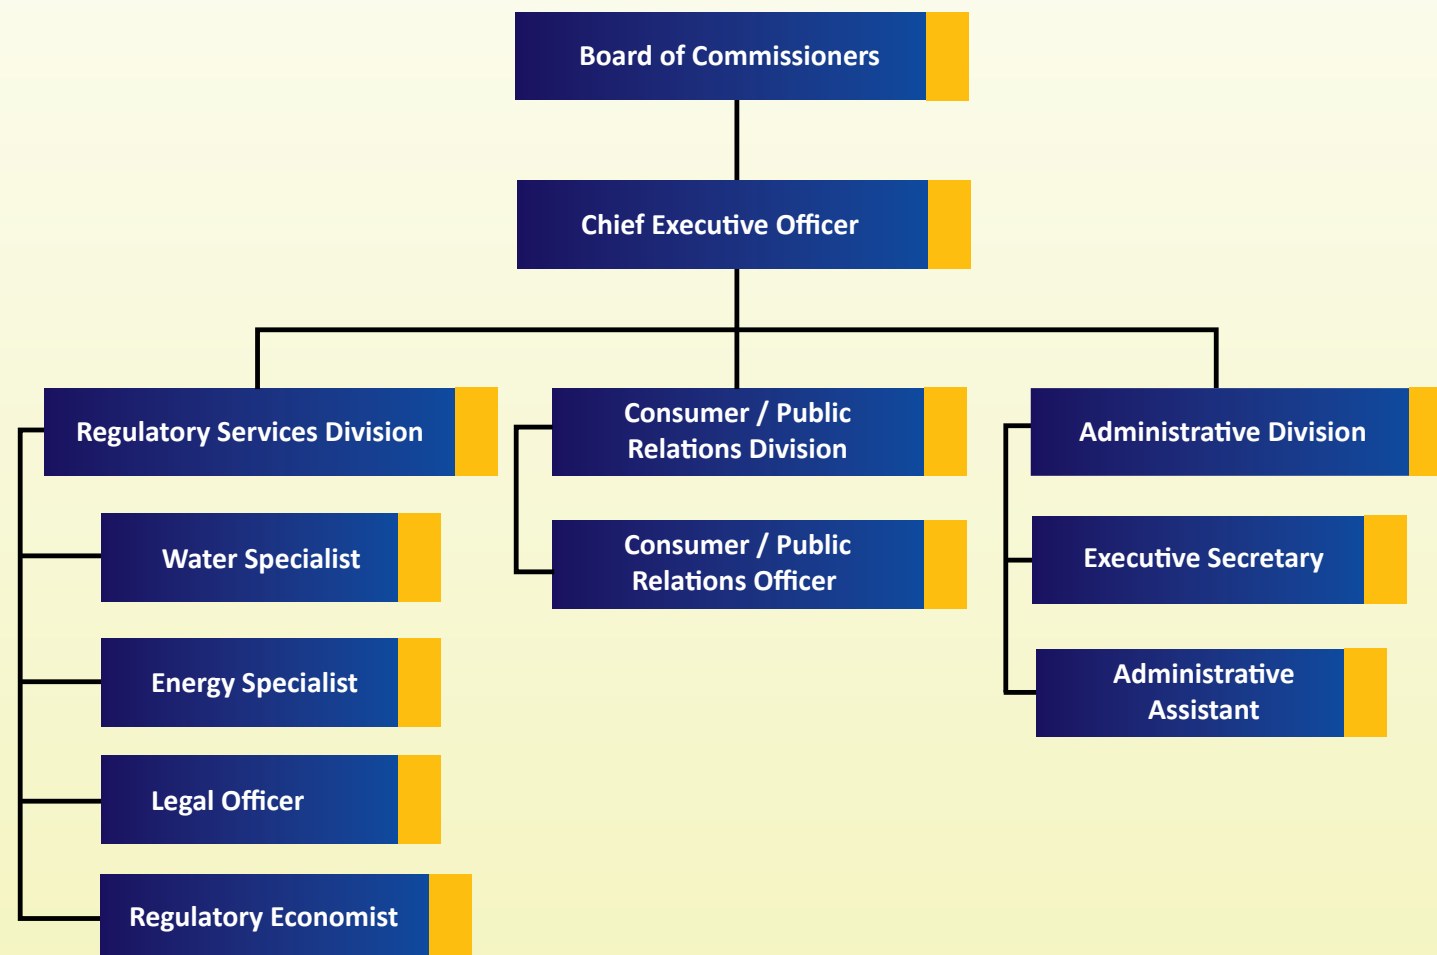 Board of Commissioners
Chief Executive Officer
Regulatory Services Division
Water Specialist
Energy Specialist
Legal Officer
Regulatory Economist
Consumer / Public
Relations Division
Consumer / Public
Relations Officer
Administrative Division
Executive Secretary
Administrative
Assistant